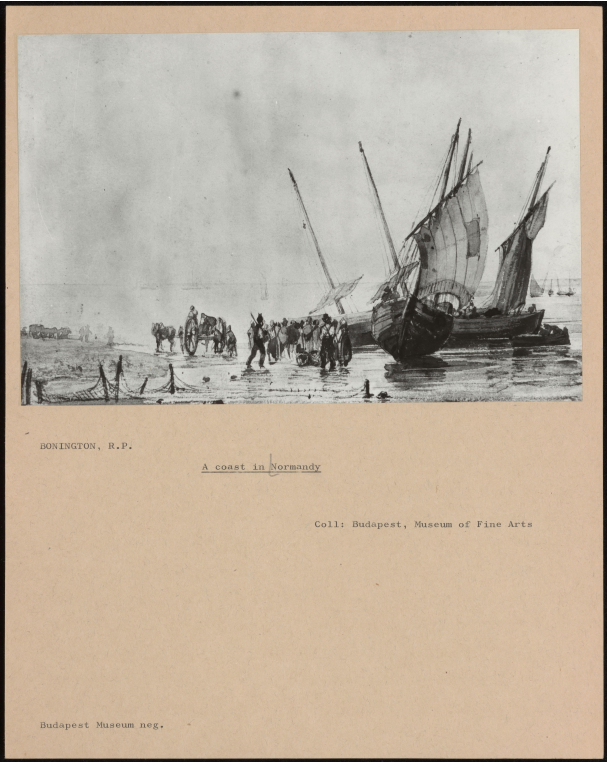 BONINGTON, R.P.
A coast in Normandy
Coll: Budapest, Museum of Fine Arts
Budapest Museum neg.